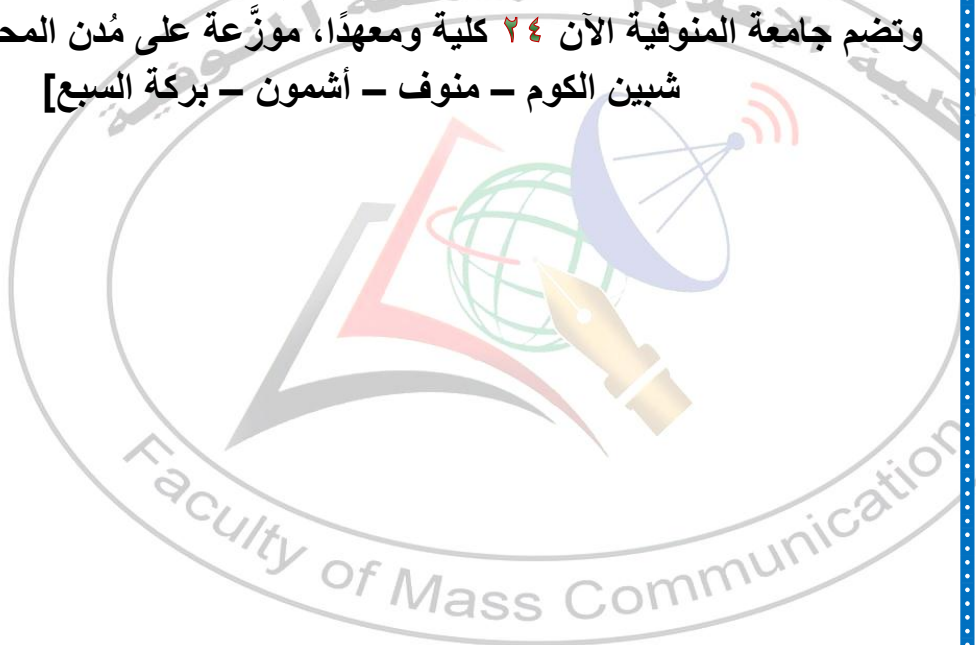 وتضم جامعة المنوفية الآن ٢٤ كلية ومعهدًا، موزَّعة على مُدن
شبين الكوم – منوف – أشمون – بركة السبع]
Faculty of Mass Communication